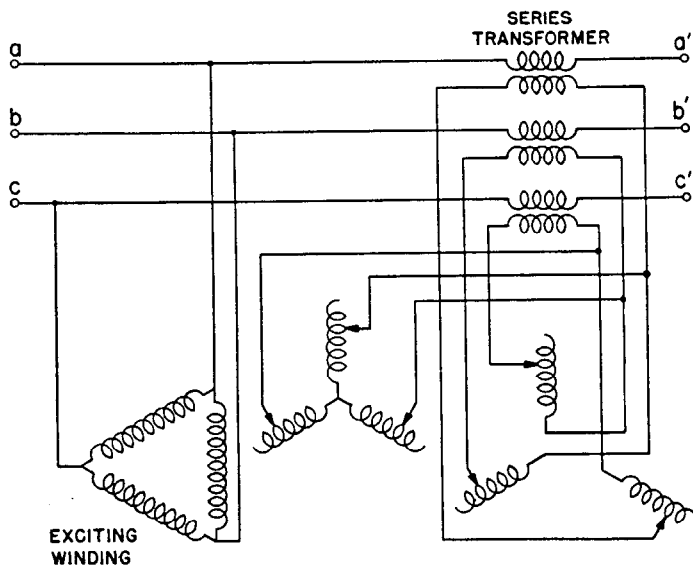 SERIES
TRANSFORMER
a a'
b b'
c c'
EXCITING
WINDING